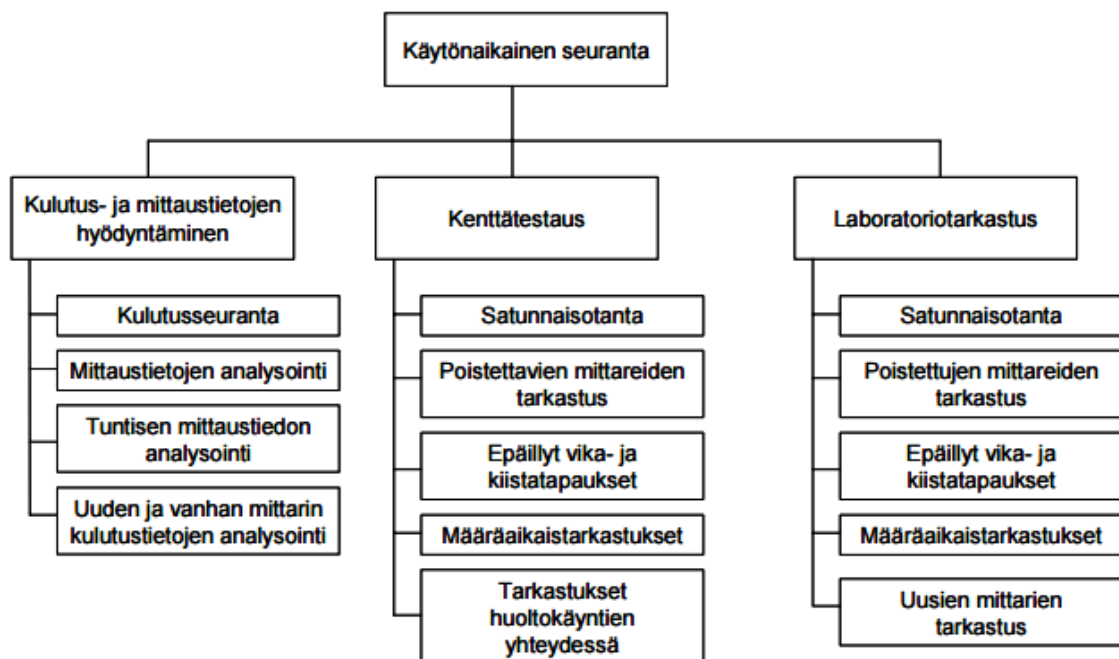 Käytönaikainen seuranta
Kulutus- ja mittaustietojen
hyödyntäminen
Kulutusseuranta
Mittaustietojen analysointi
Tuntisen mittaustiedon
analysointi
Uuden ja vanhan mittarin
kulutustietojen analysointi
Kenttätestaus
Satunnaisotanta
Poistettavien mittareiden
tarkastus
Epäillyt vika- ja
kiistatapaukset
Määräaikaistarkastukset
Tarkastukset
huoltokäyntien
yhteydessä
Laboratoriotarkastus
Satunnaisotanta
Poistettujen mittareiden
tarkastus
Epäillyt vika- ja
kiistatapaukset
Määräaikaistarkastukset
Uusien mittarien
tarkastus